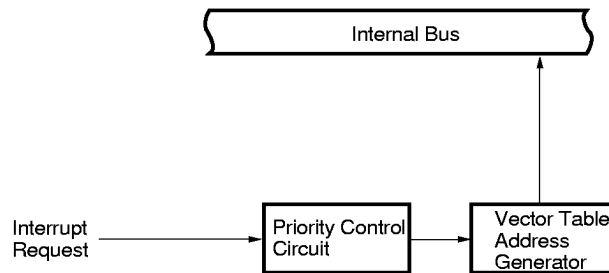 Internal Bus
Interrupt
Request
Priority Control
Circuit
Vector Table
Address
Generator